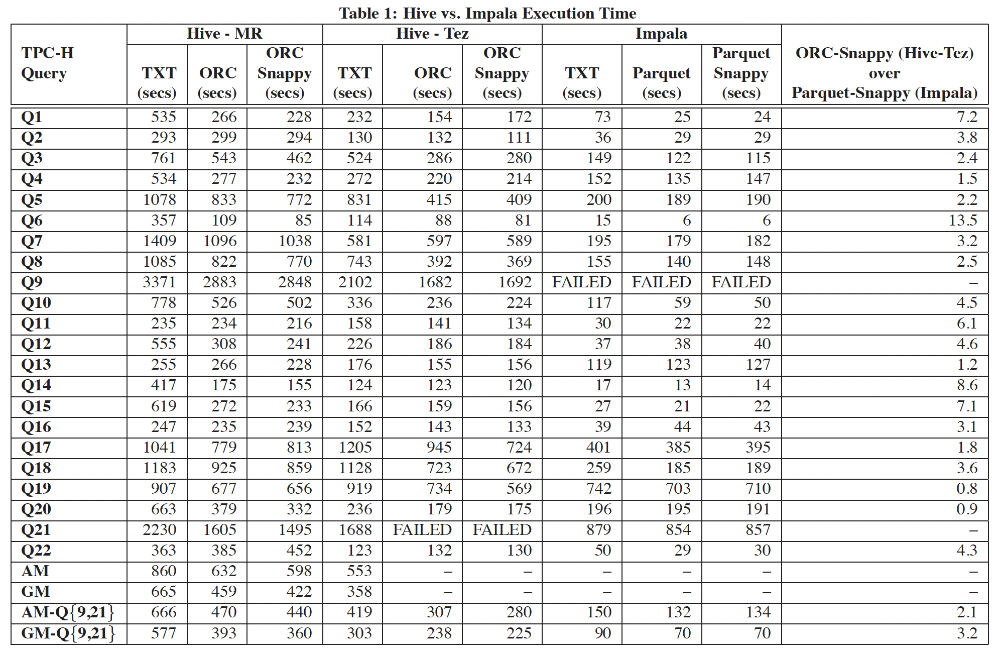 Table 1: Hive vs. Impala Execution Time
TPC-H Query | Hive - MR | Hive - Tez | Impala | ORC-Snappy (Hive-Tez) over Parquet-Snappy (Impala)
TXT (secs) | ORC (secs) | ORC Snappy (secs) | TXT (secs) | ORC (secs) | ORC Snappy (secs) | TXT (secs) | Parquet (secs) | Parquet Snappy (secs)
Q1 535 266 228 232 154 172 73 25 24 7.2
Q2 293 299 294 130 132 111 36 29 29 3.8
Q3 761 543 462 524 286 280 149 122 115 2.4
Q4 534 277 232 272 220 214 152 135 147 1.5
Q5 1078 833 772 831 415 409 200 189 190 2.2
Q6 357 109 85 114 88 81 15 6 6 13.5
Q7 1409 1096 1038 581 597 589 195 179 182 3.2
Q8 1085 822 770 743 392 369 155 140 148 2.5
Q9 3371 2883 2848 2102 1682 1692 FAILED FAILED FAILED –
Q10 778 526 502 336 236 224 117 59 50 4.5
Q11 235 234 216 158 141 134 30 22 22 6.1
Q12 555 308 241 226 186 184 37 38 40 4.6
Q13 255 266 228 176 155 156 119 123 127 1.2
Q14 417 175 155 124 123 120 17 13 14 8.6
Q15 619 272 233 166 159 156 27 21 22 7.1
Q16 247 235 239 152 143 133 39 44 43 3.1
Q17 1041 779 813 1205 945 724 401 385 395 1.8
Q18 1183 925 859 1128 723 672 259 185 189 3.6
Q19 907 677 656 919 734 569 742 703 710 0.8
Q20 663 379 332 236 179 175 196 195 191 0.9
Q21 2230 1605 1495 1688 FAILED FAILED 879 854 857 –
Q22 363 385 452 123 132 130 50 29 30 4.3
AM 860 632 598 553 – – – – – –
GM 665 459 422 358 – – – – – –
AM-Q{9,21} 666 470 440 419 307 280 150 132 134 2.1
GM-Q{9,21} 577 393 360 303 238 225 90 70 70 3.2